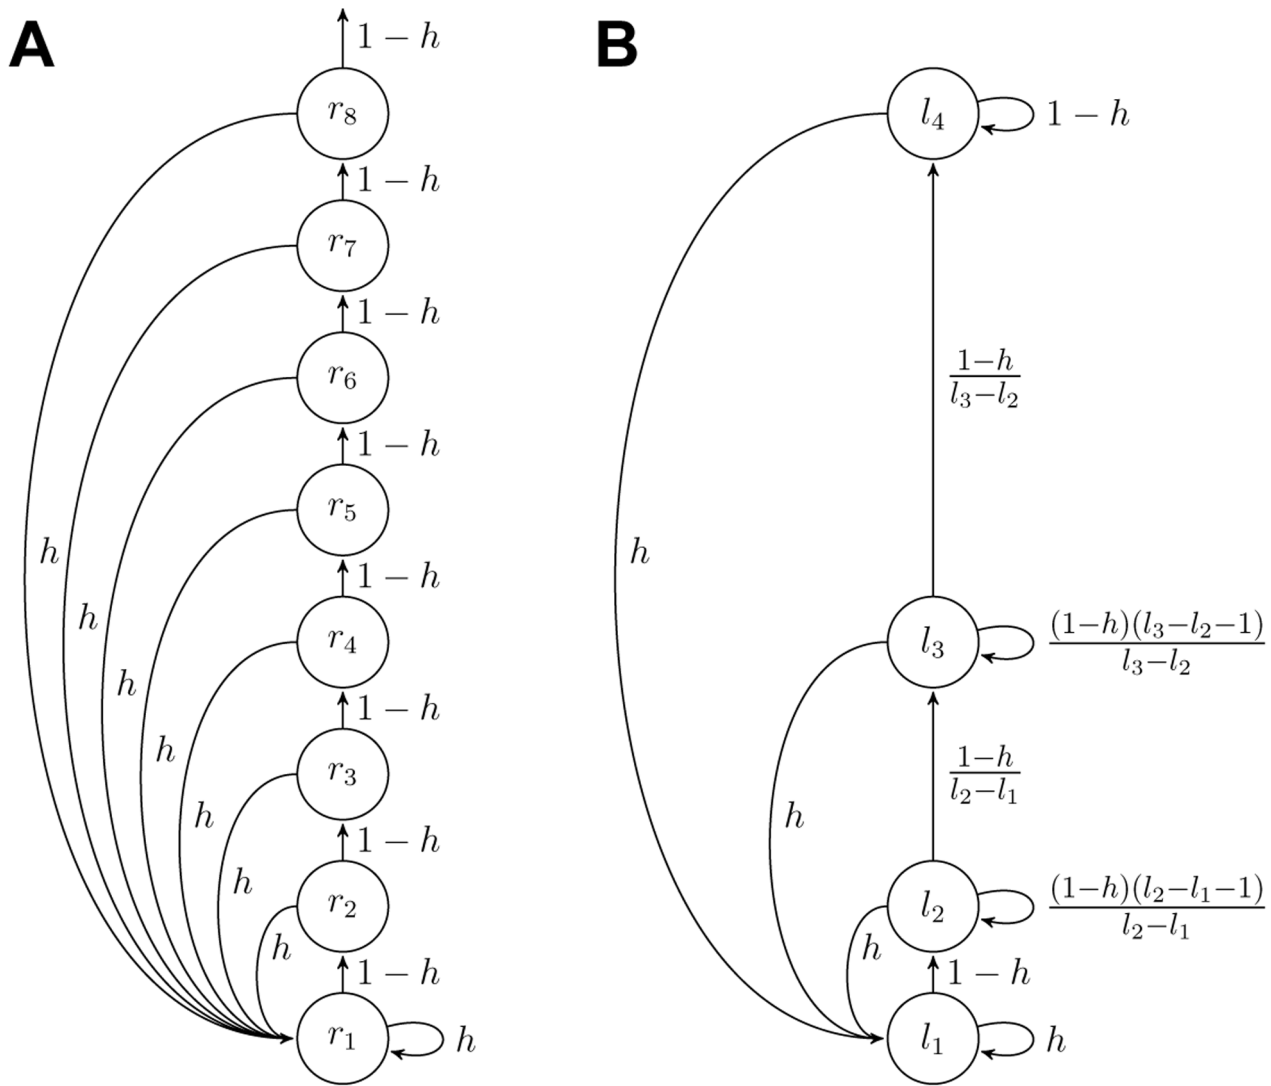 A
1 − h
r₈
1 − h
r₇
1 − h
r₆
1 − h
r₅
h
1 − h
h
r₄
h
1 − h
h
r₃
h
1 − h
h
r₂
h
1 − h
r₁
h
B
l₄
1 − h
1−h
l₃−l₂
h
l₃
(1−h)(l₃−l₂−1)
l₃−l₂
1−h
l₂−l₁
h
l₂
(1−h)(l₂−l₁−1)
l₂−l₁
h
1 − h
l₁
h